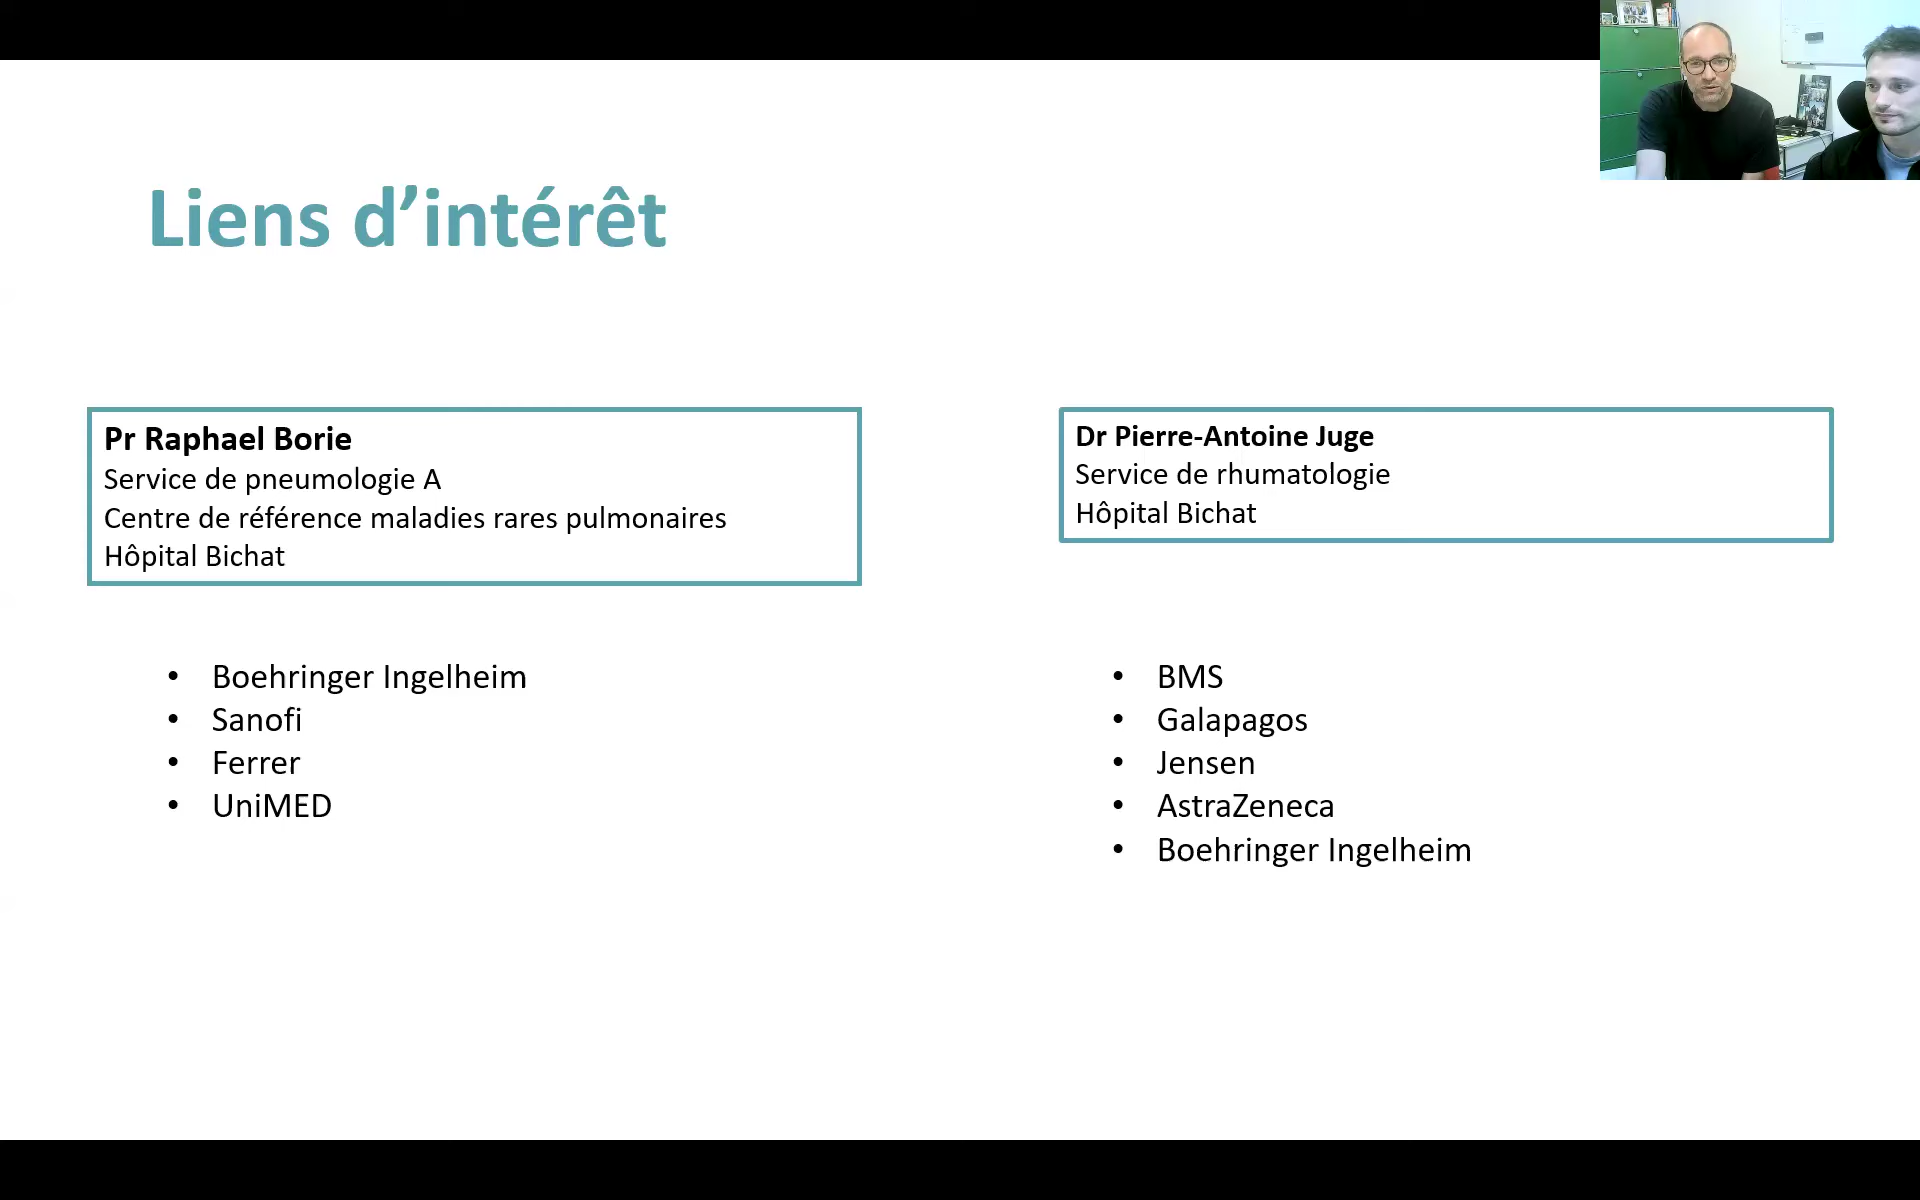 Liens d’intérêt
Pr Raphael Borie
Service de pneumologie A
Centre de référence maladies rares pulmonaires
Hôpital Bichat
• Boehringer Ingelheim
• Sanofi
• Ferrer
• UniMED
Dr Pierre-Antoine Juge
Service de rhumatologie
Hôpital Bichat
• BMS
• Galapagos
• Jensen
• AstraZeneca
• Boehringer Ingelheim